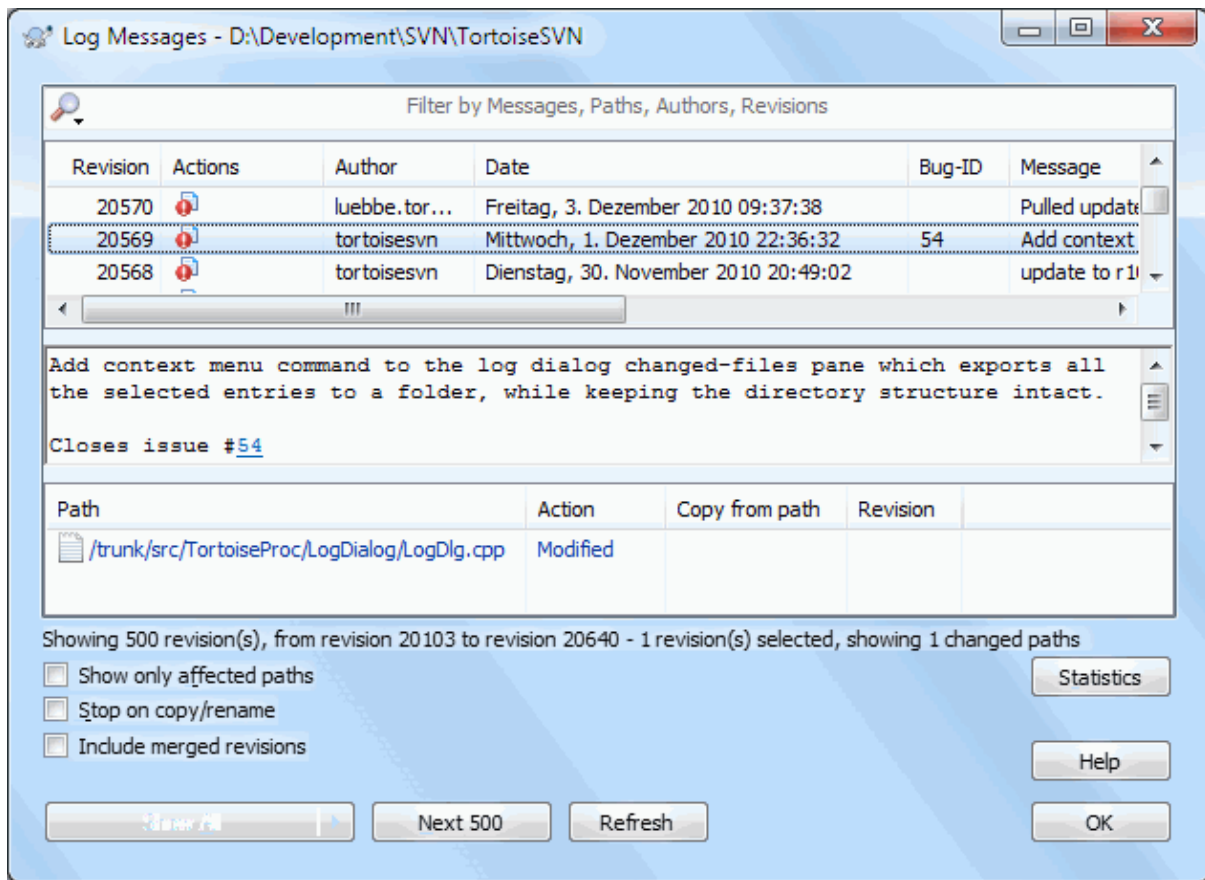 Log Messages - D:\Development\SVN\TortoiseSVN
Filter by Messages, Paths, Authors, Revisions
Revision Actions Author Date Bug-ID Message
20570 luebbe.tor... Freitag, 3. Dezember 2010 09:37:38 Pulled update
20569 tortoisesvn Mittwoch, 1. Dezember 2010 22:36:32 54 Add context
20568 tortoisesvn Dienstag, 30. November 2010 20:49:02 update to
Add context menu command to the log dialog changed-files pane which exports all
the selected entries to a folder, while keeping the directory structure intact.
Closes issue #54
Path Action Copy from path Revision
/trunk/src/TortoiseProc/LogDialog/LogDlg.cpp Modified
Showing 500 revision(s), from revision 20103 to revision 20640 - 1 revision(s) selected, showing 1 changed paths
Show only affected paths
Statistics
Stop on copy/rename
Include merged revisions
Help
Next 500 Refresh OK